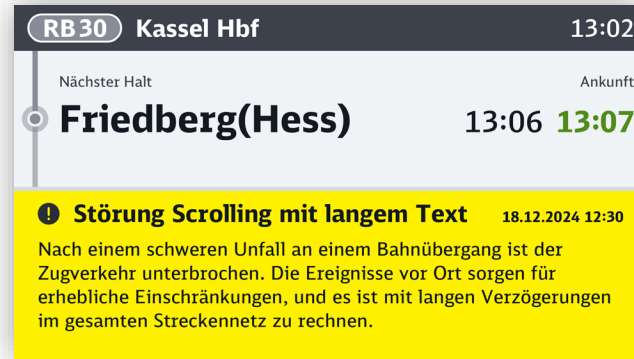 RB30 Kassel Hbf 13:02
Nächster Halt Ankunft
Friedberg(Hess) 13:06 13:07
Störung Scrolling mit langem Text 18.12.2024 12:30
Nach einem schweren Unfall an einem Bahnübergang ist der
Zugverkehr unterbrochen. Die Ereignisse vor Ort sorgen für
erhebliche Einschränkungen, und es ist mit langen Verzögerungen
im gesamten Streckennetz zu rechnen.